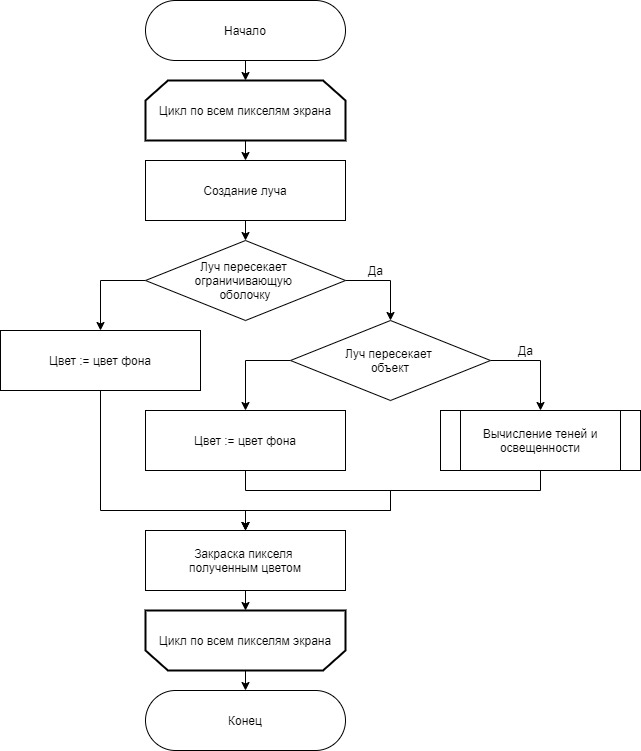 Начало
Цикл по всем пикселям экрана
Создание луча
Луч пересекает
ограничивающую
оболочку
Да
Цвет := цвет фона
Луч пересекает
объект
Да
Цвет := цвет фона
Вычисление теней и
освещенности
Закраска пикселя
полученным цветом
Цикл по всем пикселям экрана
Конец